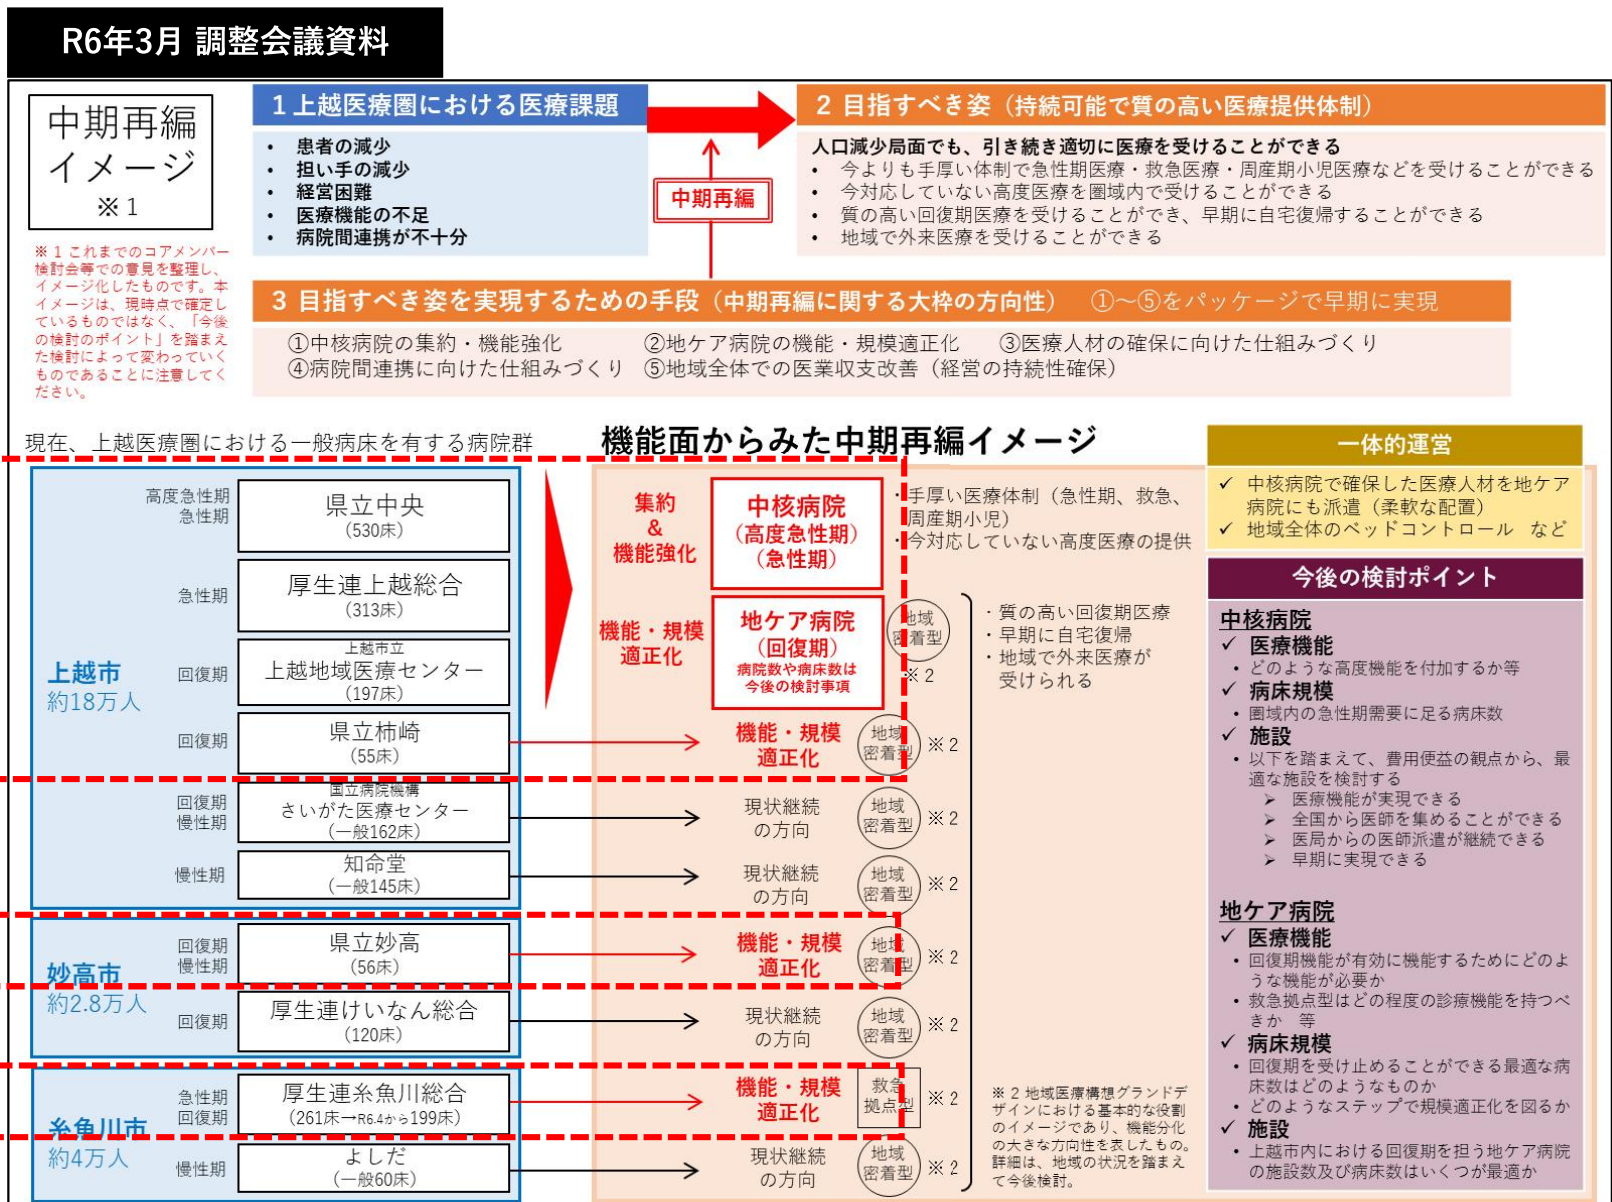 R6年3月 調整会議資料
中期再編
イメージ
※１
※１これまでのコアメンバー
検討会等での意見を整理し、
イメージ化したものです。本
イメージは、現時点で確定し
ているものではなく、「今後
の検討のポイント」を踏まえ
た検討によって変わっていく
ものであることに注意してく
ださい。
１上越医療圏における医療課題
• 患者の減少
• 担い手の減少
• 経営困難
• 医療機能の不足
• 病院間連携が不十分
中期再編
２ 目指すべき姿（持続可能で質の高い医療提供体制）
人口減少局面でも、引き続き適切に医療を受けることができる
• 今よりも手厚い体制で急性期医療・救急医療・周産期小児医療などを受けることができる
• 今対応していない高度医療を圏域内で受けることができる
• 質の高い回復期医療を受けることができ、早期に自宅復帰することができる
• 地域で外来医療を受けることができる
３ 目指すべき姿を実現するための手段（中期再編に関する大枠の方向性） ①～⑤をパッケージで早期に実現
①中核病院の集約・機能強化 ②地ケア病院の機能・規模適正化 ③医療人材の確保に向けた仕組みづくり
④病院間連携に向けた仕組みづくり ⑤地域全体での医業収支改善（経営の持続性確保）
現在、上越医療圏における一般病床を有する病院群
上越市
約18万人
高度急性期
急性期
県立中央
(530床)
急性期
厚生連上越総合
(313床)
回復期
上越市立
上越地域医療センター
(197床)
回復期
県立柿崎
(55床)
回復期
慢性期
国立病院機構
さいがた医療センター
(一般162床)
慢性期
知命堂
(一般145床)
妙高市
約2.8万人
回復期
慢性期
県立妙高
(56床)
回復期
厚生連けいなん総合
(120床)
糸魚川市
約4万人
急性期
回復期
厚生連糸魚川総合
(261床→R6.4から199床)
慢性期
よしだ
(一般60床)
機能面からみた中期再編イメージ
集約
&
機能強化
中核病院
(高度急性期)
(急性期)
・手厚い医療体制（急性期、救急、
周産期小児）
・今対応していない高度医療の提供
機能・規模
適正化
地ケア病院
(回復期)
病院数や病床数は
今後の検討事項
地域
密着型
※２
・質の高い回復期医療
・早期に自宅復帰
・地域で外来医療が
受けられる
機能・規模
適正化
地域
密着型
※２
現状継続
の方向
地域
密着型
※２
現状継続
の方向
地域
密着型
※２
機能・規模
適正化
地域
密着型
※２
現状継続
の方向
地域
密着型
※２
機能・規模
適正化
救急
拠点型
※２
現状継続
の方向
地域
密着型
※２
※２地域医療構想グランドデ
ザインにおける基本的な役割
のイメージであり、機能分化
の大きな方向性を表したもの。
詳細は、地域の状況を踏まえ
て今後検討。
一体的運営
✓ 中核病院で確保した医療人材を地ケア
病院にも派遣（柔軟な配置）
✓ 地域全体のベッドコントロール など
今後の検討ポイント
中核病院
✓ 医療機能
• どのような高度機能を付加するか等
✓ 病床規模
• 圏域内の急性期需要に足る病床数
✓ 施設
• 以下を踏まえて、費用便益の観点から、最
適な施設を検討する
➢ 医療機能が実現できる
➢ 全国から医師を集めることができる
➢ 医局からの医師派遣が継続できる
➢ 早期に実現できる
地ケア病院
✓ 医療機能
• 回復期機能が有効に機能するためにどのよ
うな機能が必要か
• 救急拠点型はどの程度の診療機能を持つべ
きか 等
✓ 病床規模
• 回復期を受け止めることができる最適な病
床数はどのようなものか
• どのようなステップで規模適正化を図るか
✓ 施設
• 上越市内における回復期を担う地ケア病院
の施設数及び病床数はいくつが最適か